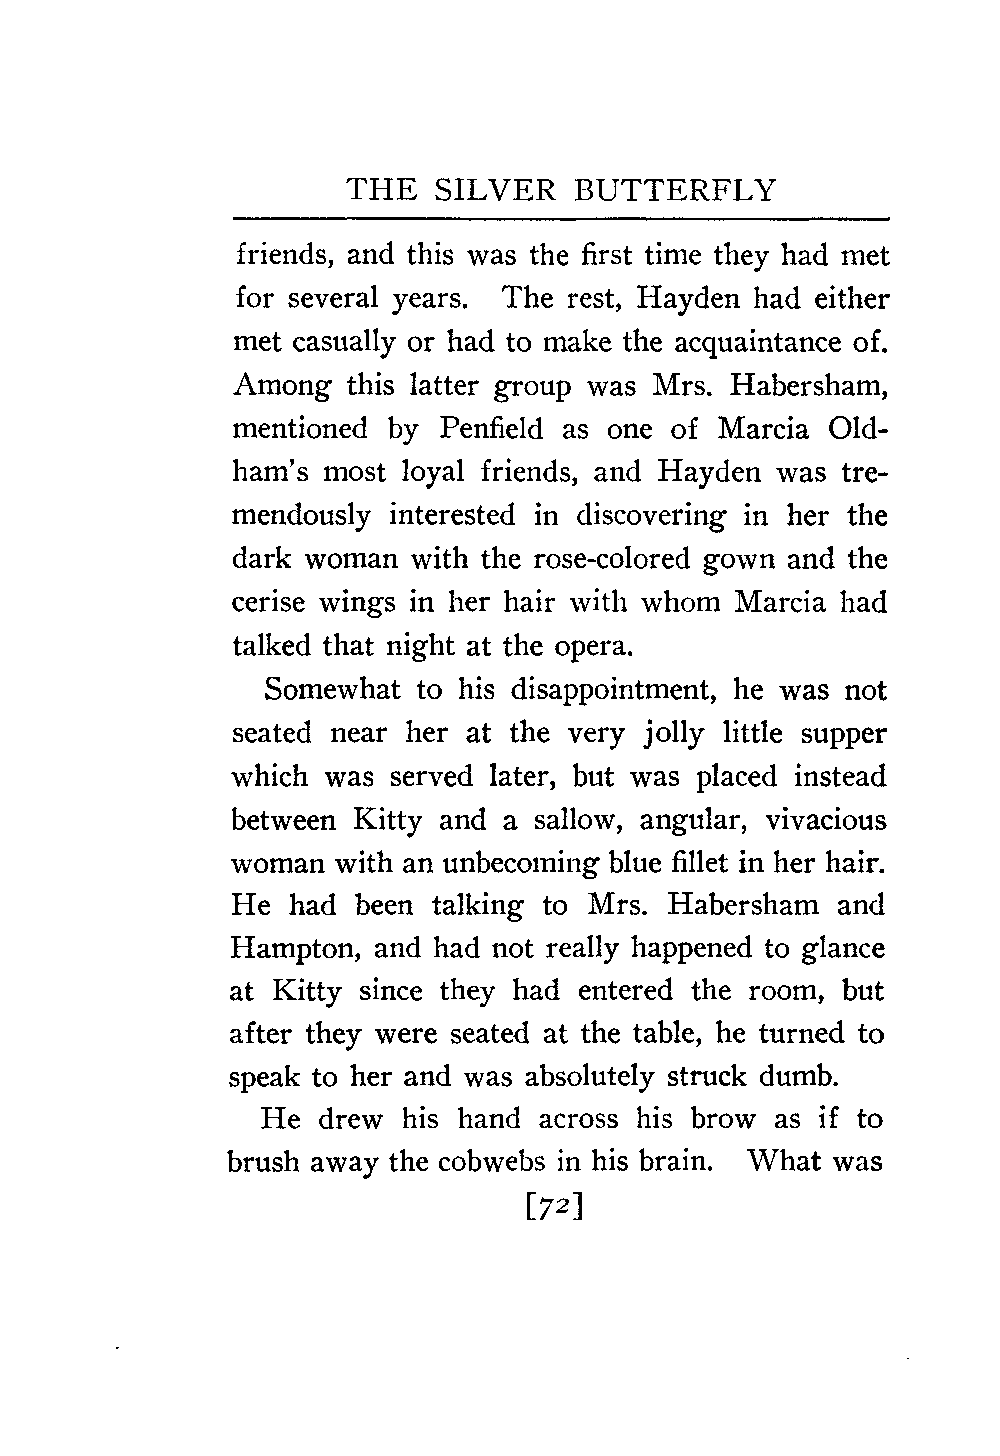 THE SILVER BUTTERFLY
friends, and this was the first time they had met
for several years. The rest, Hayden had either
met casually or had to make the acquaintance of.
Among this latter group was Mrs. Habersham,
mentioned by Penfield as one of Marcia Old-
ham's most loyal friends, and Hayden was tre-
mendously interested in discovering in her the
dark woman with the rose-colored gown and the
cerise wings in her hair with whom Marcia had
talked that night at the opera.
Somewhat to his disappointment, he was not
seated near her at the very jolly little supper
which was served later, but was placed instead
between Kitty and a sallow, angular, vivacious
woman with an unbecoming blue fillet in her hair.
He had been talking to Mrs. Habersham and
Hampton, and had not really happened to glance
at Kitty since they had entered the room, but
after they were seated at the table, he turned to
speak to her and was absolutely struck dumb.
He drew his hand across his brow as if to
brush away the cobwebs in his brain. What was
[72]